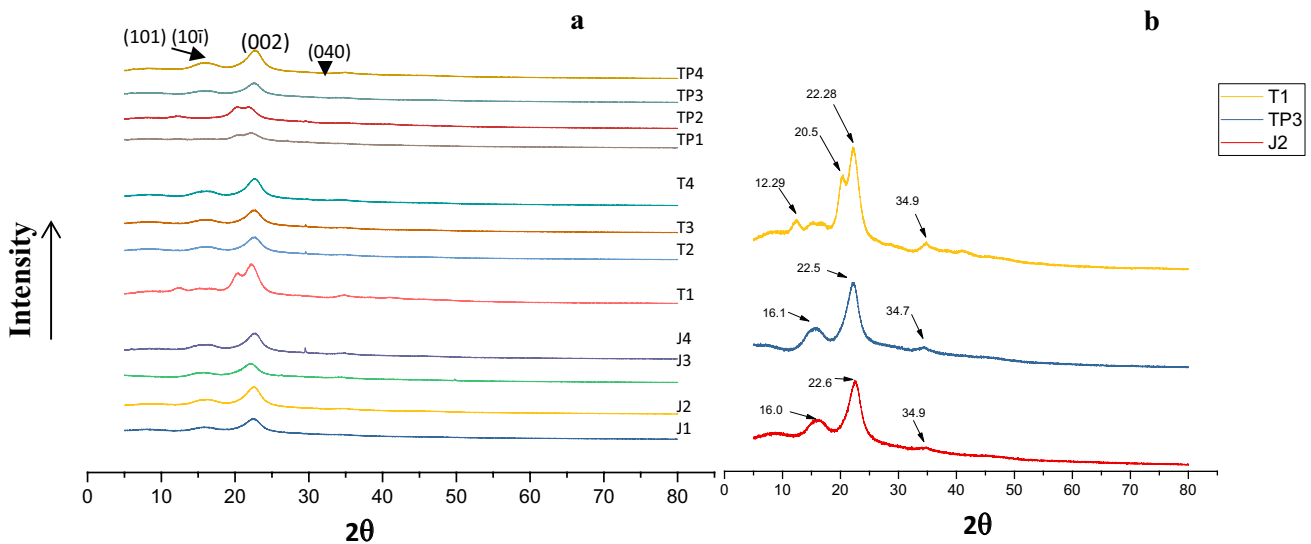 a
(101) (10ī) (002) (040)
TP4
TP3
TP2
TP1
T4
T3
T2
T1
J4
J3
J2
J1
Intensity
0 10 20 30 40 50 60 70 80
2θ
b
22.28
20.5
12.29
34.9
22.5
16.1
34.7
22.6
16.0
34.9
T1
TP3
J2
0 10 20 30 40 50 60 70 80
2θ